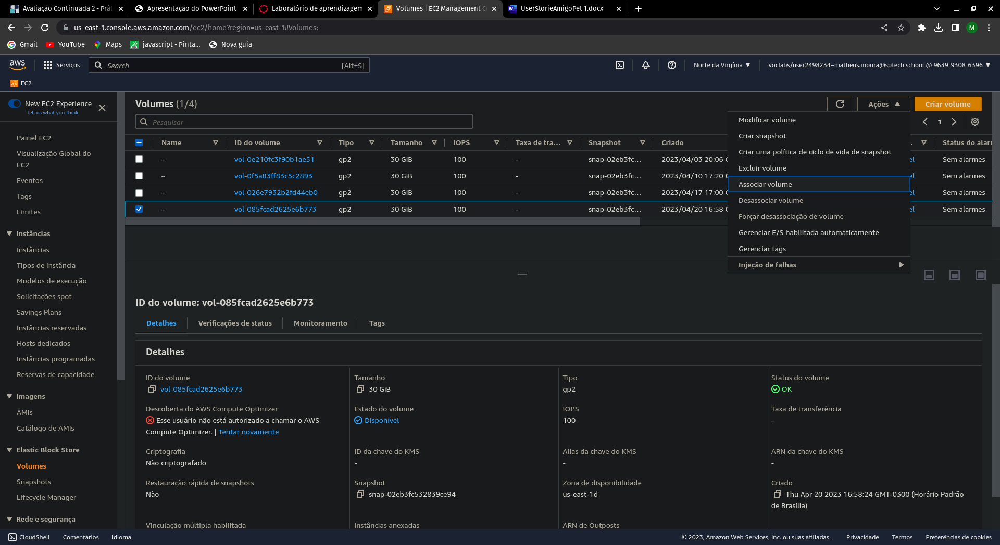 Avaliação Continuada 2 - Prát
Apresentação do PowerPoint
Laboratório de aprendizagem
Volumes | EC2 Management C
UserStorieAmigoPet 1.docx
us-east-1.console.aws.amazon.com/ec2/home?region=us-east-1#Volumes:
M
Gmail
YouTube
Maps
javascript - Pinta...
Nova guia
aws
Serviços
Search
[Alt+S]
Norte da Virgínia
voclabs/user2498234=matheus.moura@sptech.school @ 9639-9308-6396
EC2
New EC2 Experience
Tell us what you think
Painel EC2
Visualização Global do
EC2
Eventos
Tags
Limites
Instâncias
Instâncias
Tipos de instância
Modelos de execução
Solicitações spot
Savings Plans
Instâncias reservadas
Hosts dedicados
Instâncias programadas
Reservas de capacidade
Imagens
AMIs
Catálogo de AMIs
Elastic Block Store
Volumes
Snapshots
Lifecycle Manager
Rede e segurança
Volumes (1/4)
Ações
Criar volume
Pesquisar
1
Name ID do volume Tipo Tamanho IOPS Taxa de tra... Snapshot Criado . Status do alar
– vol-0e210fc3f90b1ae51 gp2 30 GiB 100 - snap-02eb3fc... 2023/04/03 20:06 el Sem alarmes
– vol-0f5a83ff83c5c2893 gp2 30 GiB 100 - snap-02eb3fc... 2023/04/10 17:20 el Sem alarmes
– vol-026e7932b2fd44eb0 gp2 30 GiB 100 - snap-02eb3fc... 2023/04/17 17:00 el Sem alarmes
– vol-085fcad2625e6b773 gp2 30 GiB 100 - snap-02eb3fc... 2023/04/20 16:58 el Sem alarmes
Modificar volume
Criar snapshot
Criar uma política de ciclo de vida de snapshot
Excluir volume
Associar volume
Desassociar volume
Forçar desassociação de volume
Gerenciar E/S habilitada automaticamente
Gerenciar tags
Injeção de falhas
ID do volume: vol-085fcad2625e6b773
Detalhes
Verificações de status
Monitoramento
Tags
Detalhes
ID do volume
vol-085fcad2625e6b773
Tamanho
30 GiB
Tipo
gp2
Status do volume
OK
Descoberta do AWS Compute Optimizer
Esse usuário não está autorizado a chamar o AWS
Compute Optimizer. | Tentar novamente
Estado do volume
Disponível
IOPS
100
Taxa de transferência
-
Criptografia
Não criptografado
ID da chave do KMS
-
Alias da chave do KMS
-
ARN da chave do KMS
-
Restauração rápida de snapshots
Não
Snapshot
snap-02eb3fc532839ce94
Zona de disponibilidade
us-east-1d
Criado
Thu Apr 20 2023 16:58:24 GMT-0300 (Horário Padrão
de Brasília)
Vinculação múltipla habilitada
Instâncias anexadas
ARN de Outposts
CloudShell
Comentários
Idioma
© 2023, Amazon Web Services, Inc. ou suas afiliadas.
Privacidade
Termos
Preferências de cookies